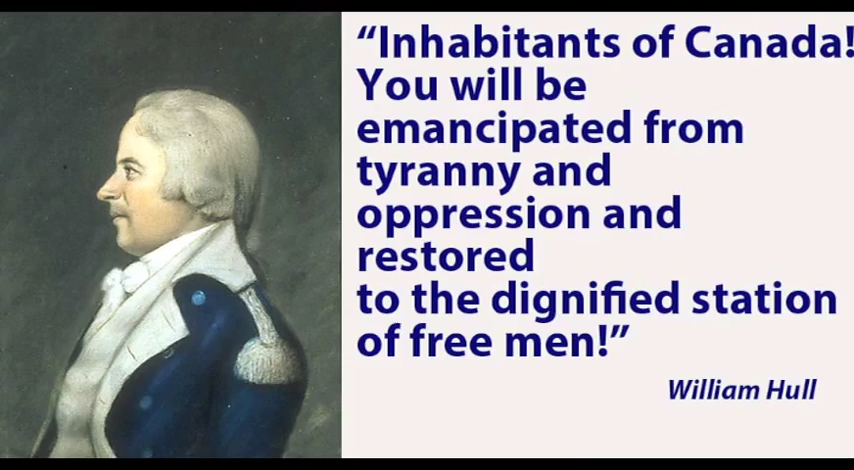 “Inhabitants of Canada!
You will be
emancipated from
tyranny and
oppression and
restored
to the dignified station
of free men!”
William Hull